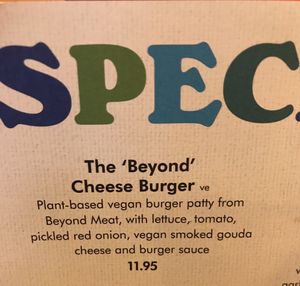 SPEC
The 'Beyond'
Cheese Burger ve
Plant-based vegan burger patty from
Beyond Meat, with lettuce, tomato,
pickled red onion, vegan smoked gouda
cheese and burger sauce
11.95